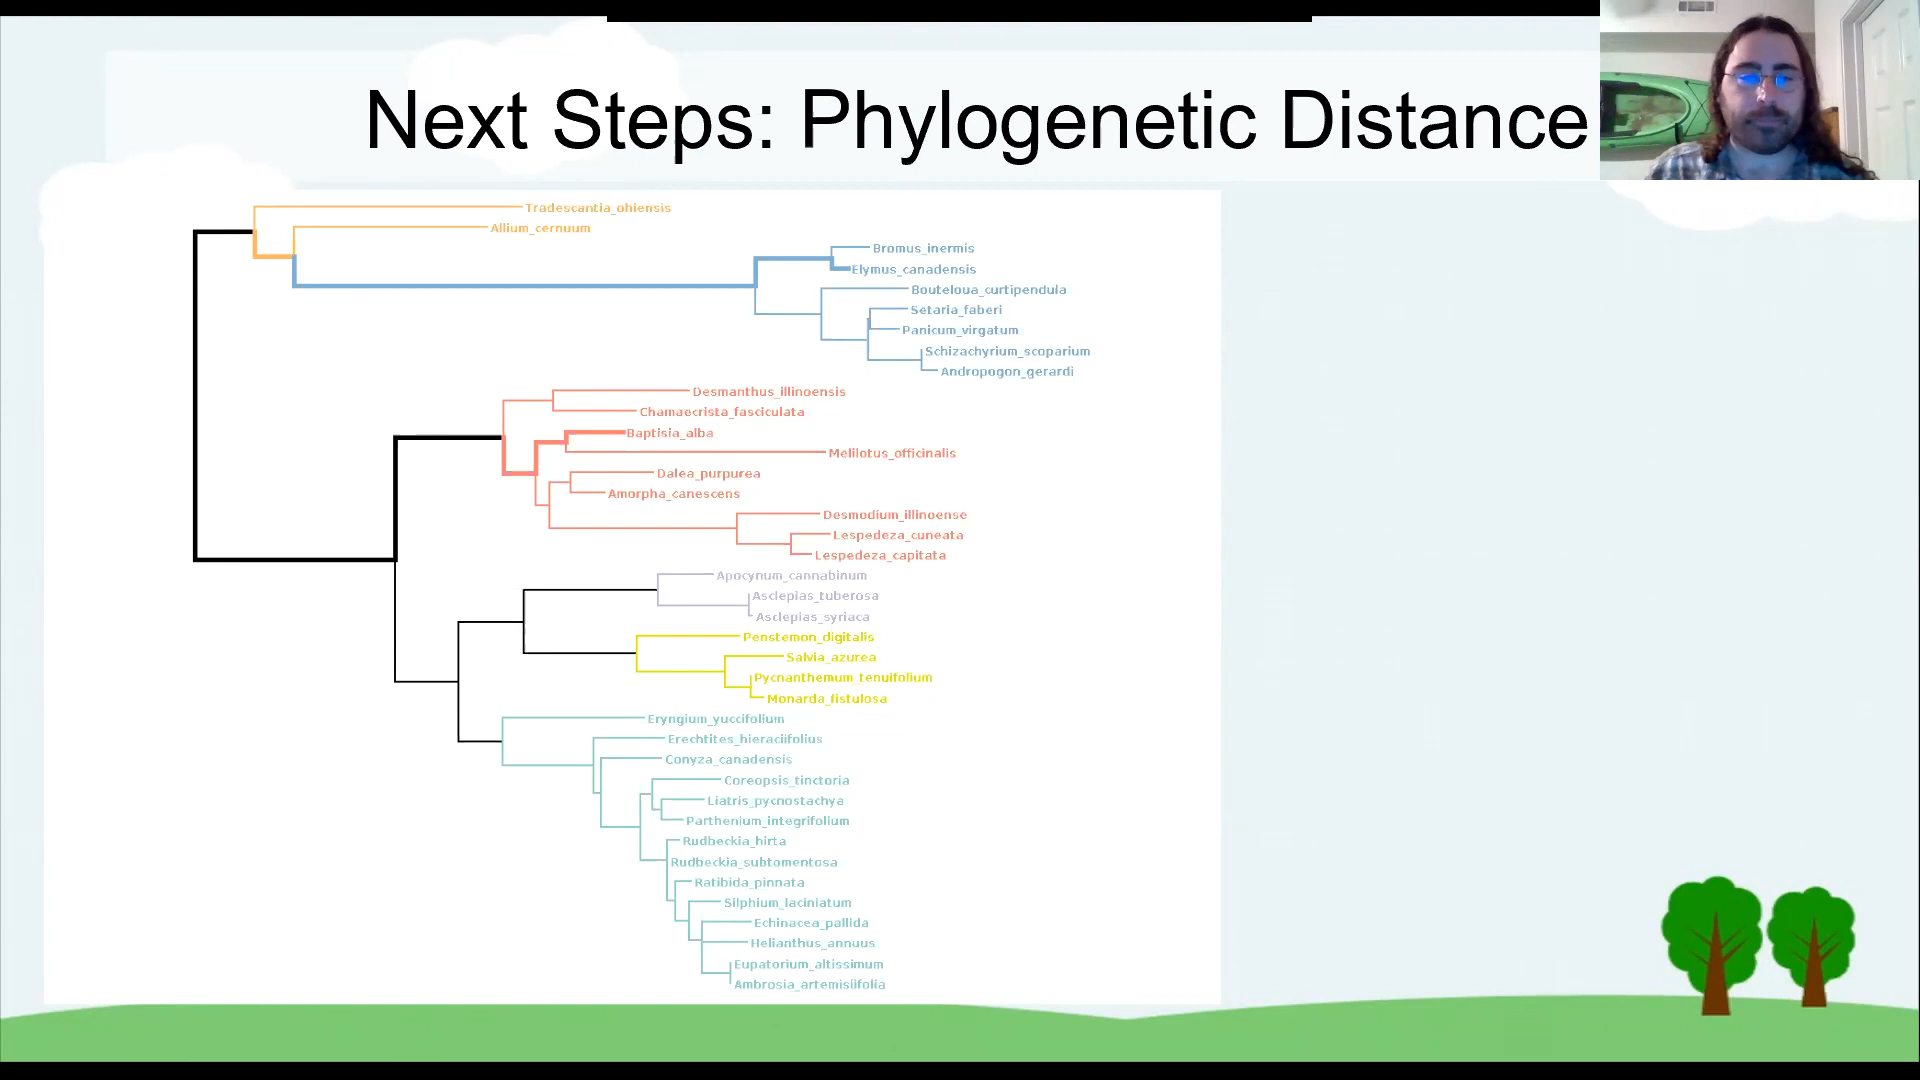 Next Steps: Phylogenetic Distance
Tradescantia_ohiensis
Allium_cernuum
Bromus_inermis
Elymus_canadensis
Bouteloua_curtipendula
Setaria_faberi
Panicum_virgatum
Schizachyrium_scoparium
Andropogon_gerardi
Desmanthus_illinoensis
Chamaecrista_fasciculata
Baptisia_alba
Melilotus_officinalis
Dalea_purpurea
Amorpha_canescens
Desmodium_illinoense
Lespedeza_cuneata
Lespedeza_capitata
Apocynum_cannabinum
Asclepias_tuberosa
Asclepias_syriaca
Penstemon_digitalis
Salvia_azurea
Pycnanthemum_tenuifolium
Monarda_fistulosa
Eryngium_yuccifolium
Erechtites_hieraciifolius
Conyza_canadensis
Coreopsis_tinctoria
Liatris_pycnostachya
Parthenium_integrifolium
Rudbeckia_hirta
Rudbeckia_subtomentosa
Ratibida_pinnata
Silphium_laciniatum
Echinacea_pallida
Helianthus_annuus
Eupatorium_altissimum
Ambrosia_artemisiifolia